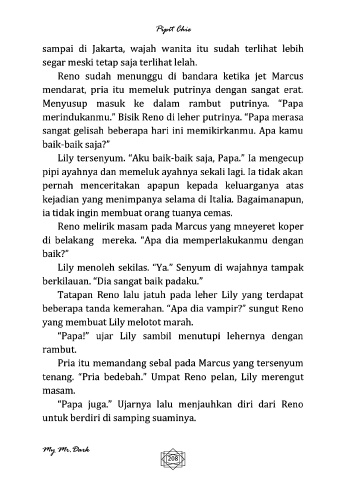 Pipit Chie
sampai di Jakarta, wajah wanita itu sudah terlihat lebih
segar meski tetap saja terlihat lelah.
Reno sudah menunggu di bandara ketika jet Marcus
mendarat, pria itu memeluk putrinya dengan sangat erat.
Menyusup masuk ke dalam rambut putrinya. “Papa
merindukanmu.” Bisik Reno di leher putrinya. “Papa merasa
sangat gelisah beberapa hari ini memikirkanmu. Apa kamu
baik-baik saja?”
Lily tersenyum. “Aku baik-baik saja, Papa.” Ia mengecup
pipi ayahnya dan memeluk ayahnya sekali lagi. Ia tidak akan
pernah menceritakan apapun kepada keluarganya atas
kejadian yang menimpanya selama di Italia. Bagaimanapun,
ia tidak ingin membuat orang tuanya cemas.
Reno melirik masam pada Marcus yang mneyeret koper
di belakang mereka. “Apa dia memperlakukanmu dengan
baik?”
Lily menoleh sekilas. “Ya.” Senyum di wajahnya tampak
berkilauan. “Dia sangat baik padaku.”
Tatapan Reno lalu jatuh pada leher Lily yang terdapat
beberapa tanda kemerahan. “Apa dia vampir?” sungut Reno
yang membuat Lily melotot marah.
“Papa!” ujar Lily sambil menutupi lehernya dengan
rambut.
Pria itu memandang sebal pada Marcus yang tersenyum
tenang. “Pria bedebah.” Umpat Reno pelan, Lily merengut
masam.
“Papa juga.” Ujarnya lalu menjauhkan diri dari Reno
untuk berdiri di samping suaminya.
My Mr. Dark
208